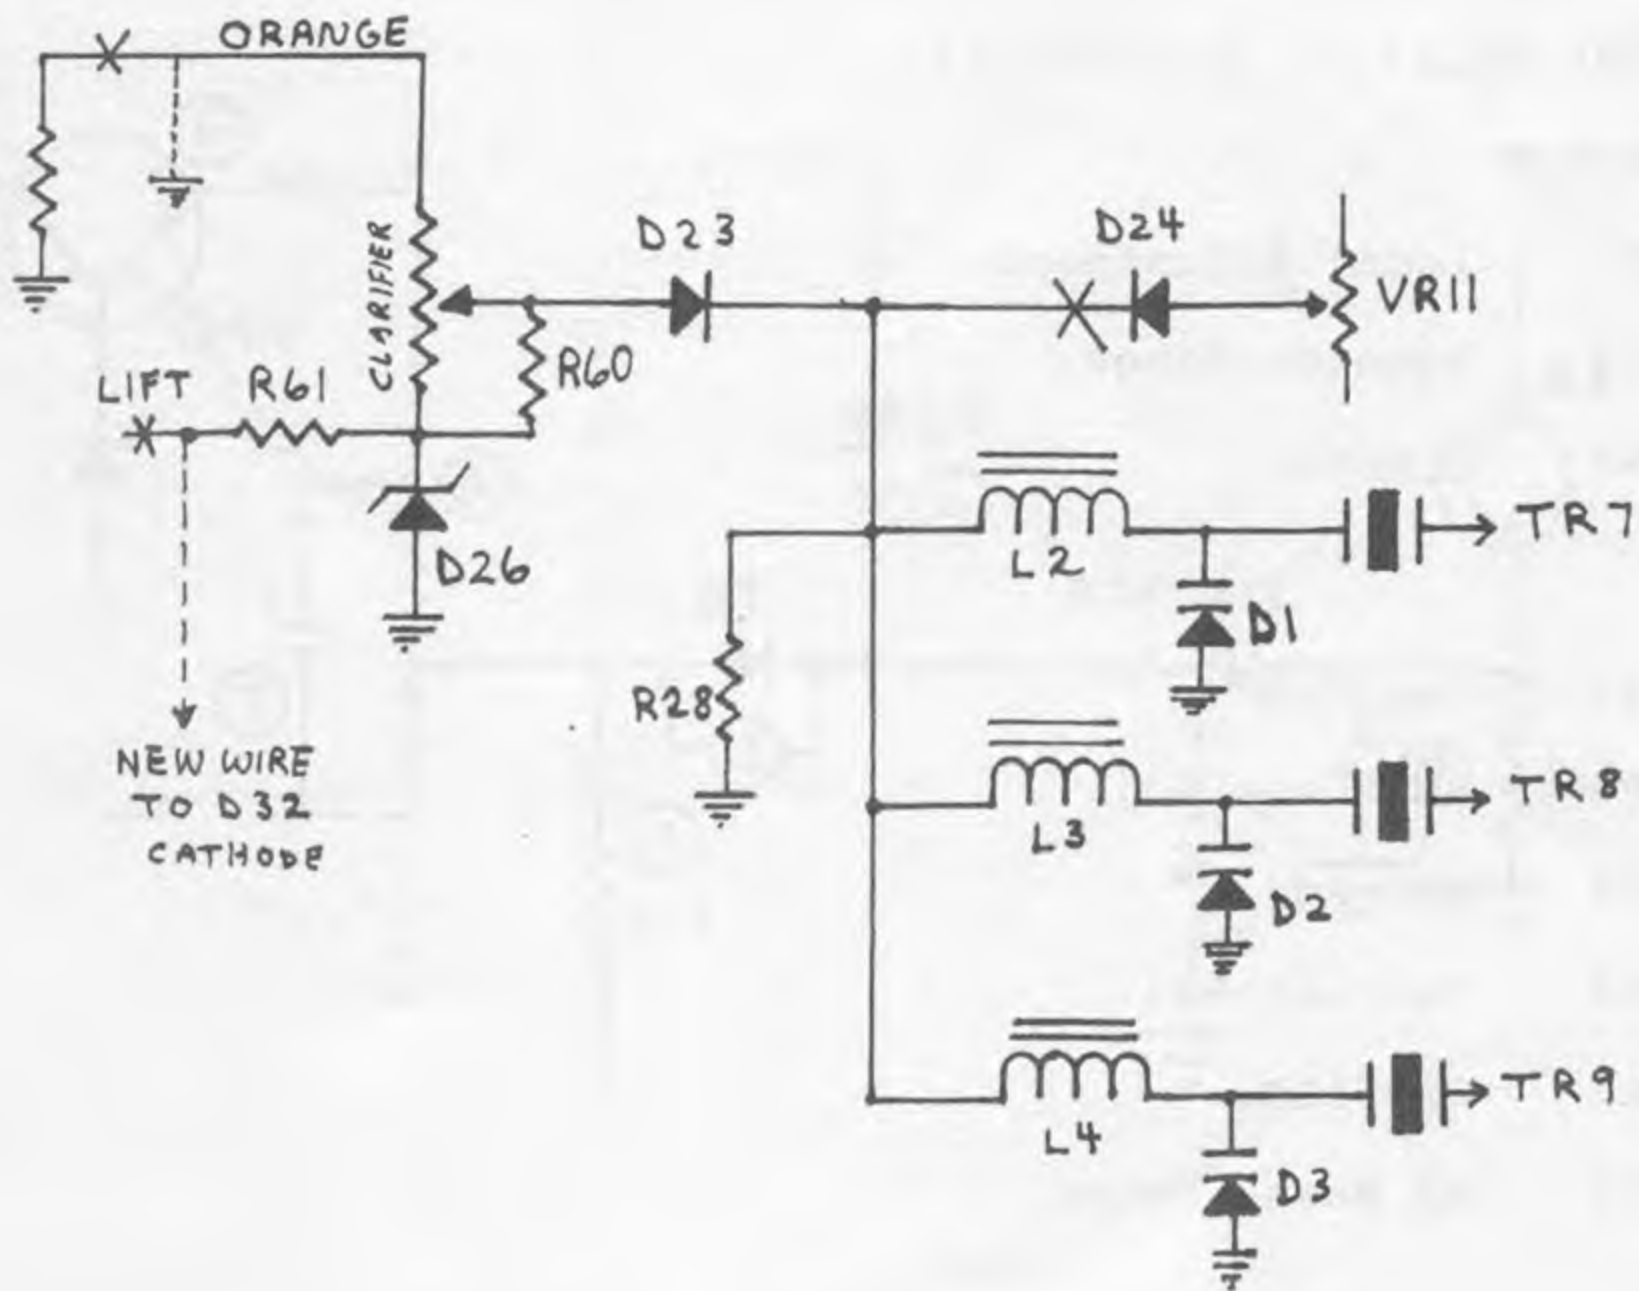 ORANGE
D23
D24
VR11
CLARIFIER
R60
LIFT
R61
D26
L2
TR7
D1
R28
NEW WIRE
TO D32
CATHODE
L3
TR8
D2
L4
TR9
D3